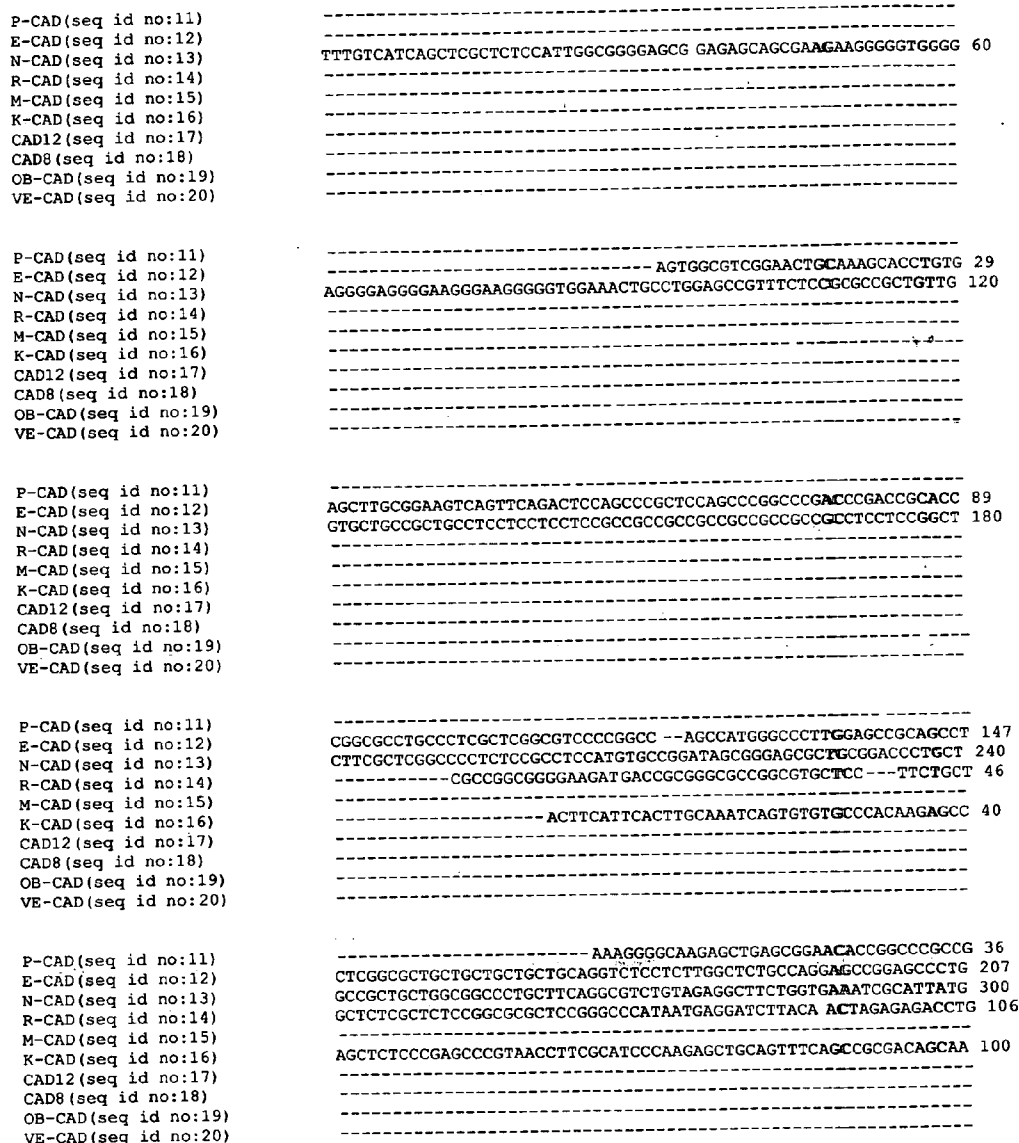 P-CAD(seq id no:11) ------------------------------------------------------------
E-CAD(seq id no:12) ------------------------------------------------------------
N-CAD(seq id no:13) TTTGTCATCAGCTCGCTCTCCATTGGCGGGGAGCG GAGAGCAGCGAAGAAGGGGGTGGGG 60
R-CAD(seq id no:14) ------------------------------------------------------------
M-CAD(seq id no:15) ------------------------------------------------------------
K-CAD(seq id no:16) ------------------------------------------------------------
CAD12(seq id no:17) ------------------------------------------------------------
CAD8(seq id no:18) ------------------------------------------------------------
OB-CAD(seq id no:19) ------------------------------------------------------------
VE-CAD(seq id no:20) ------------------------------------------------------------
P-CAD(seq id no:11) ------------------------------------------------------------
E-CAD(seq id no:12) -------------------------------AGTGGCGTCGGAACTGCAAAGCACCTGTG 29
N-CAD(seq id no:13) AGGGGAGGGGAAGGGAAGGGGGTGGAAACTGCCTGGAGCCGTTTCTCCGCGCCGCTGTTG 120
R-CAD(seq id no:14) ------------------------------------------------------------
M-CAD(seq id no:15) ------------------------------------------------------------
K-CAD(seq id no:16) ------------------------------------------------------------
CAD12(seq id no:17) ------------------------------------------------------------
CAD8(seq id no:18) ------------------------------------------------------------
OB-CAD(seq id no:19) ------------------------------------------------------------
VE-CAD(seq id no:20) ------------------------------------------------------------
P-CAD(seq id no:11) ------------------------------------------------------------
E-CAD(seq id no:12) AGCTTGCGGAAGTCAGTTCAGACTCCAGCCCGCTCCAGCCCGGCCCGACCCGACCGCACC 89
N-CAD(seq id no:13) GTGCTGCCGCTGCCTCCTCCTCCTCCGCCGCCGCCGCCGCCGCCGCCGCCTCCTCCGGCT 180
R-CAD(seq id no:14) ------------------------------------------------------------
M-CAD(seq id no:15) ------------------------------------------------------------
K-CAD(seq id no:16) ------------------------------------------------------------
CAD12(seq id no:17) ------------------------------------------------------------
CAD8(seq id no:18) ------------------------------------------------------------
OB-CAD(seq id no:19) ------------------------------------------------------------
VE-CAD(seq id no:20) ------------------------------------------------------------
P-CAD(seq id no:11) ------------------------------------------------------------
E-CAD(seq id no:12) CGGCGCCTGCCCTCGCTCGGCGTCCCCGGCC --AGCCATGGGCCCTTGGAGCCGCAGCCT 147
N-CAD(seq id no:13) CTTCGCTCGGCCCCTCTCCGCCTCCATGTGCCGGATAGCGGGAGCGCTGCGGACCCTGCT 240
R-CAD(seq id no:14) -----------CGCCGGCGGGGAAGATGACCGCGGGCGCCGGCGTGCTCC---TTCTGCT 46
M-CAD(seq id no:15) ------------------------------------------------------------
K-CAD(seq id no:16) --------------------ACTTCATTCACTTGCAAATCAGTGTGTGCCCACAAGAGCC 40
CAD12(seq id no:17) ------------------------------------------------------------
CAD8(seq id no:18) ------------------------------------------------------------
OB-CAD(seq id no:19) ------------------------------------------------------------
VE-CAD(seq id no:20) ------------------------------------------------------------
P-CAD(seq id no:11) ------------------------AAAGGGGCAAGAGCTGAGCGGAACACCGGCCCGCCG 36
E-CAD(seq id no:12) CTCGGCGCTGCTGCTGCTGCTGCAGGTCTCCTCTTGGCTCTGCCAGGAGCCGGAGCCCTG 207
N-CAD(seq id no:13) GCCGCTGCTGGCGGCCCTGCTTCAGGCGTCTGTAGAGGCTTCTGGTGAAATCGCATTATG 300
R-CAD(seq id no:14) GCTCTCGCTCTCCGGCGCGCTCCGGGCCCATAATGAGGATCTTACA ACTAGAGAGACCTG 106
M-CAD(seq id no:15) ------------------------------------------------------------
K-CAD(seq id no:16) AGCTCTCCCGAGCCCGTAACCTTCGCATCCCAAGAGCTGCAGTTTCAGCCGCGACAGCAA 100
CAD12(seq id no:17) ------------------------------------------------------------
CAD8(seq id no:18) ------------------------------------------------------------
OB-CAD(seq id no:19) ------------------------------------------------------------
VE-CAD(seq id no:20) ------------------------------------------------------------